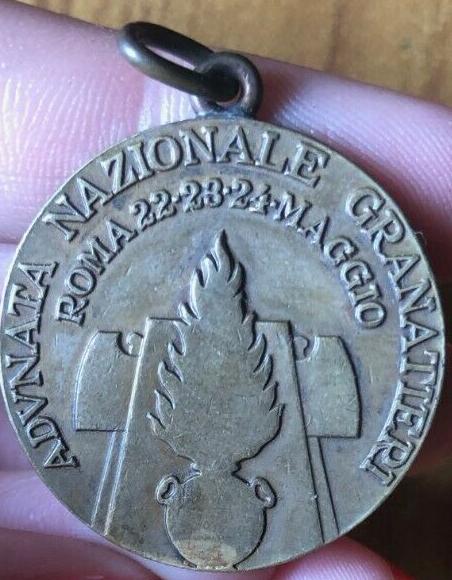 ADVNATA NAZIONALE GRANATIERI
ROMA 22·23·24·MAGGIO